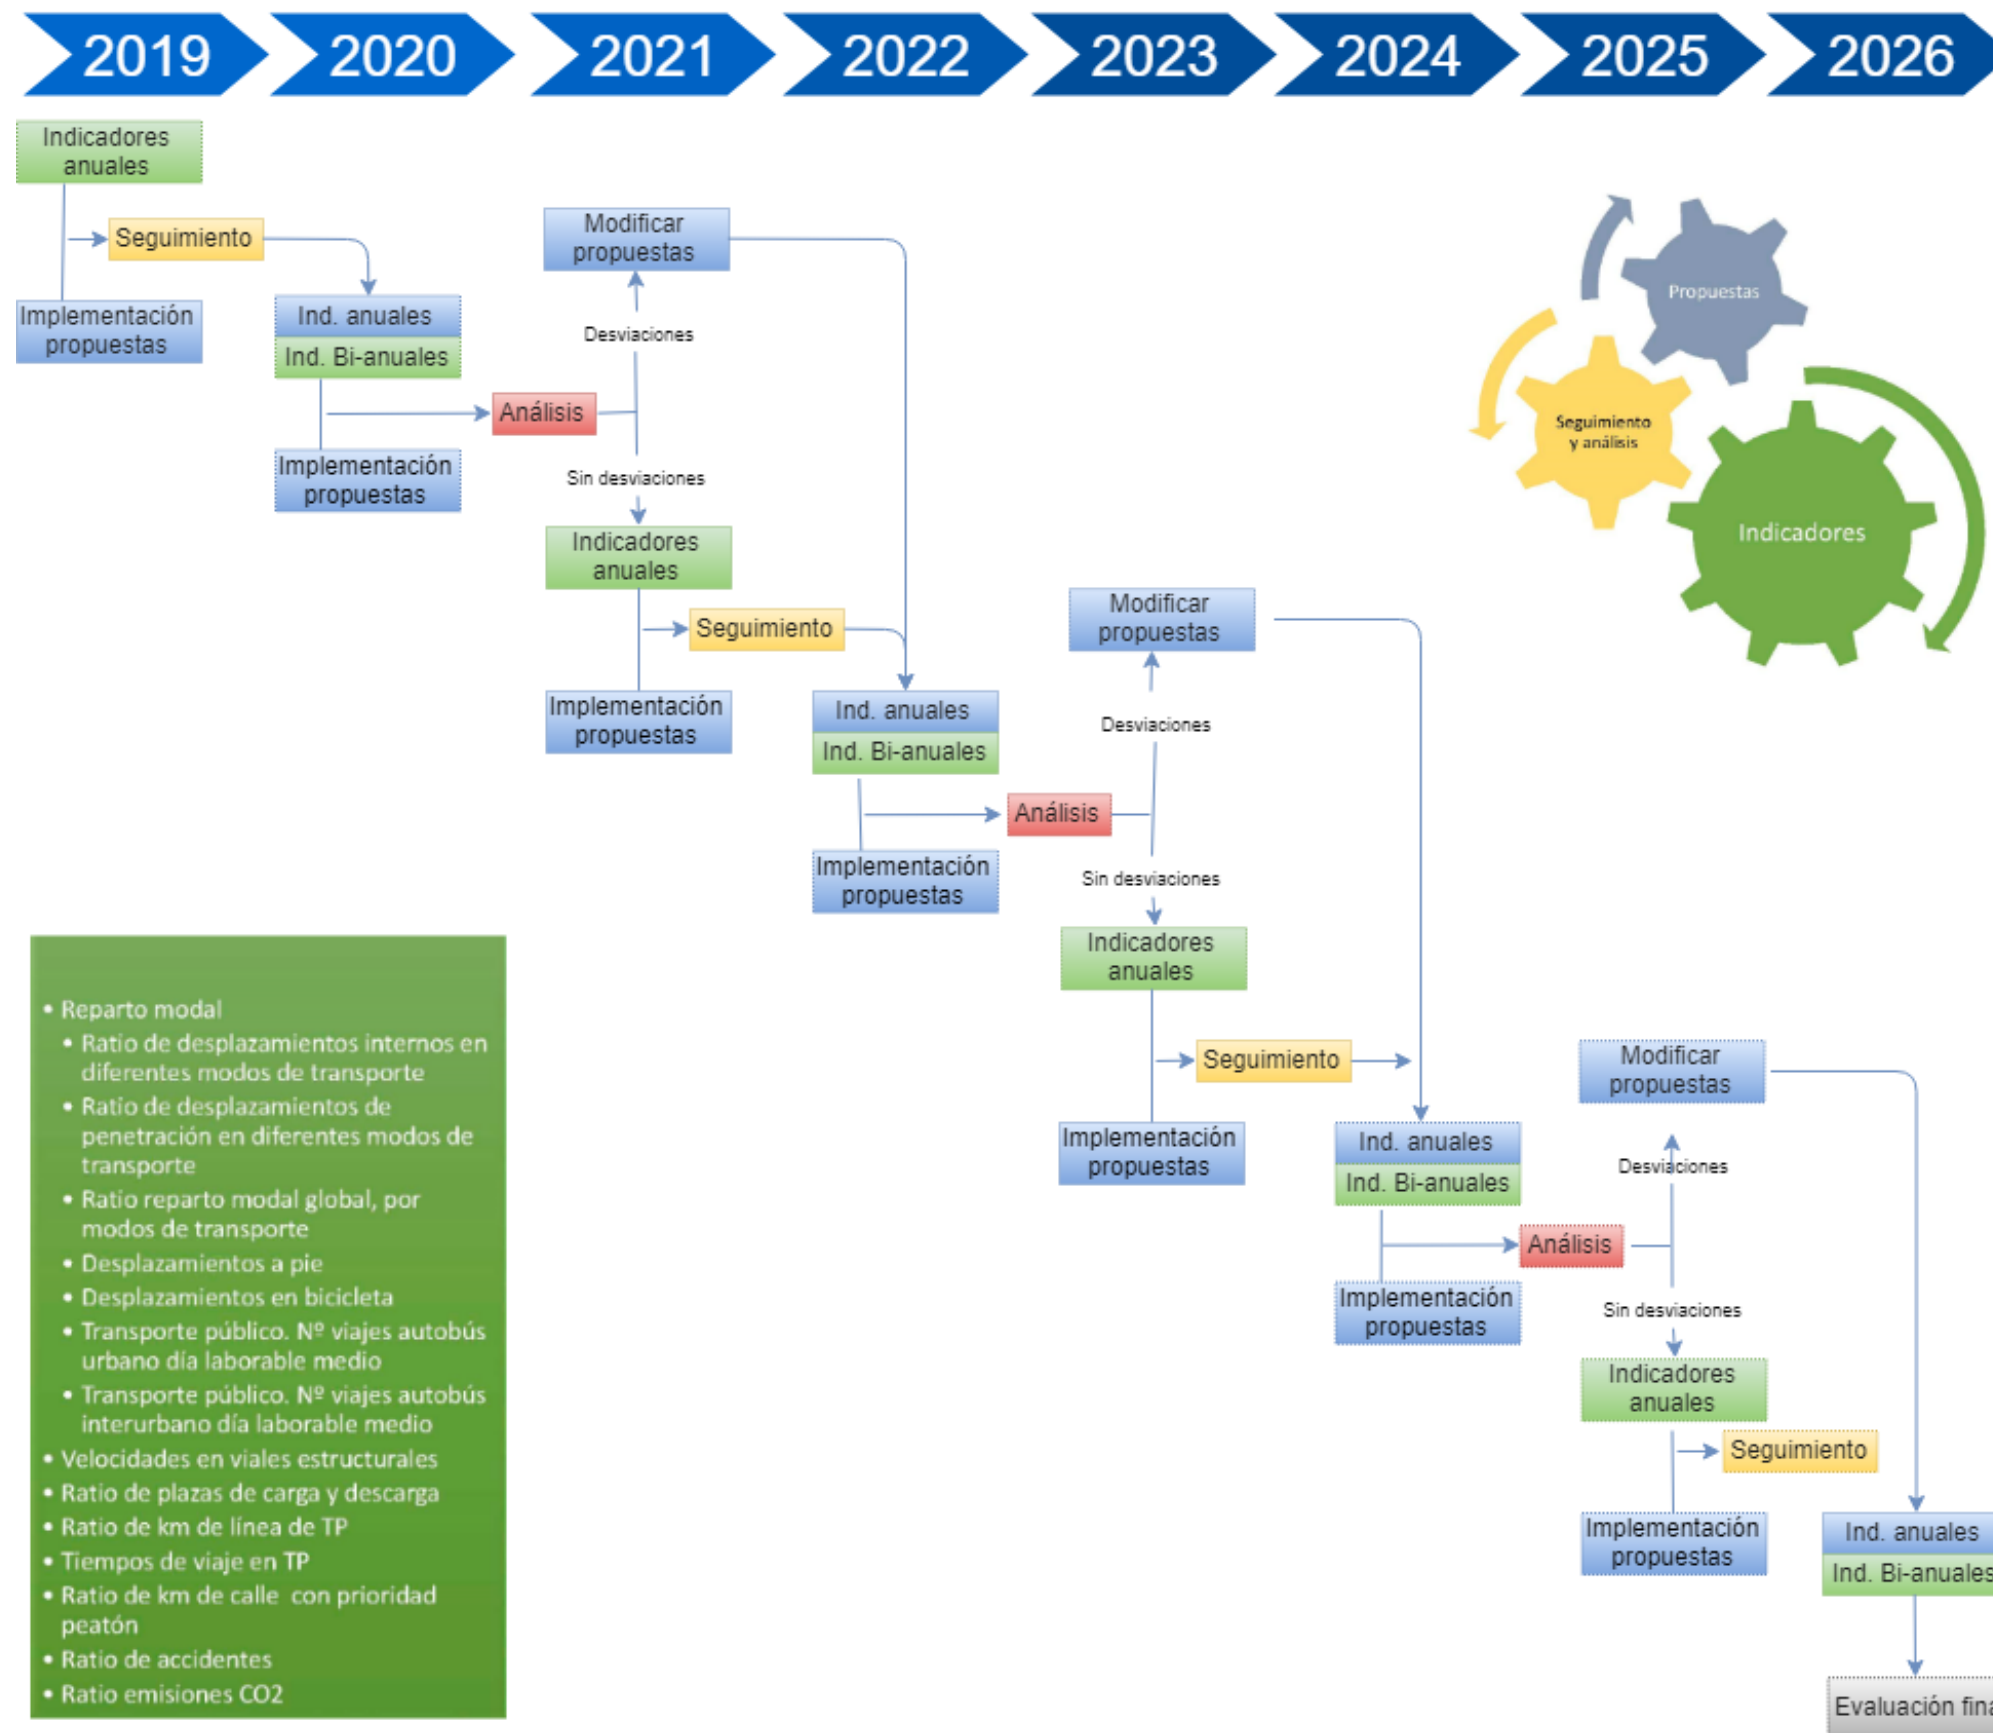 2019 2020 2021 2022 2023 2024 2025 2026
Indicadores
anuales
Seguimiento
Implementación
propuestas
Ind. anuales
Ind. Bi-anuales
Implementación
propuestas
Análisis
Modificar
propuestas
Desviaciones
Sin desviaciones
Indicadores
anuales
Seguimiento
Implementación
propuestas
Ind. anuales
Ind. Bi-anuales
Implementación
propuestas
Análisis
Modificar
propuestas
Desviaciones
Sin desviaciones
Indicadores
anuales
Seguimiento
Implementación
propuestas
Ind. anuales
Ind. Bi-anuales
Implementación
propuestas
Análisis
Modificar
propuestas
Desviaciones
Sin desviaciones
Indicadores
anuales
Seguimiento
Implementación
propuestas
Ind. anuales
Ind. Bi-anuales
Evaluación fina
Propuestas
Seguimiento
y análisis
Indicadores
• Reparto modal
• Ratio de desplazamientos internos en
diferentes modos de transporte
• Ratio de desplazamientos de
penetración en diferentes modos de
transporte
• Ratio reparto modal global, por
modos de transporte
• Desplazamientos a pie
• Desplazamientos en bicicleta
• Transporte público. Nº viajes autobús
urbano día laborable medio
• Transporte público. Nº viajes autobús
interurbano día laborable medio
• Velocidades en viales estructurales
• Ratio de plazas de carga y descarga
• Ratio de km de línea de TP
• Tiempos de viaje en TP
• Ratio de km de calle con prioridad
peatón
• Ratio de accidentes
• Ratio emisiones CO2